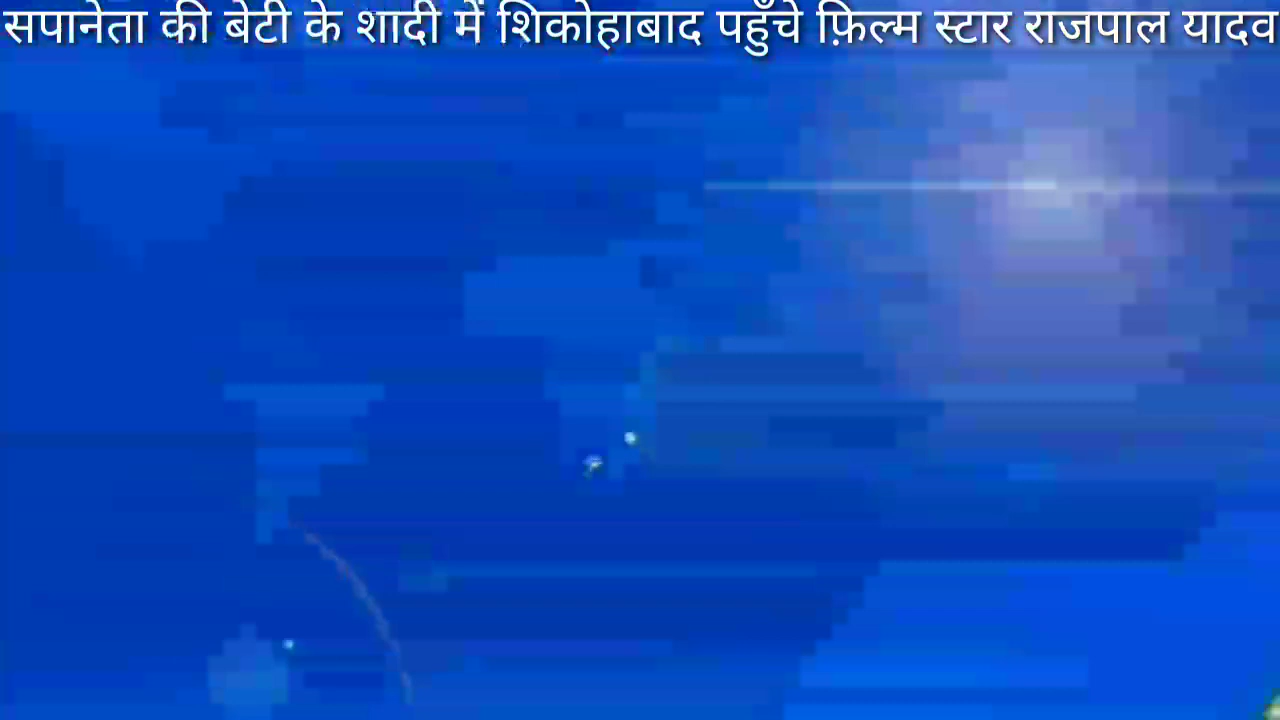 सपानेता की बेटी के शादी में शिकोहाबाद पहुँचे फ़िल्म स्टार राजपाल यादव